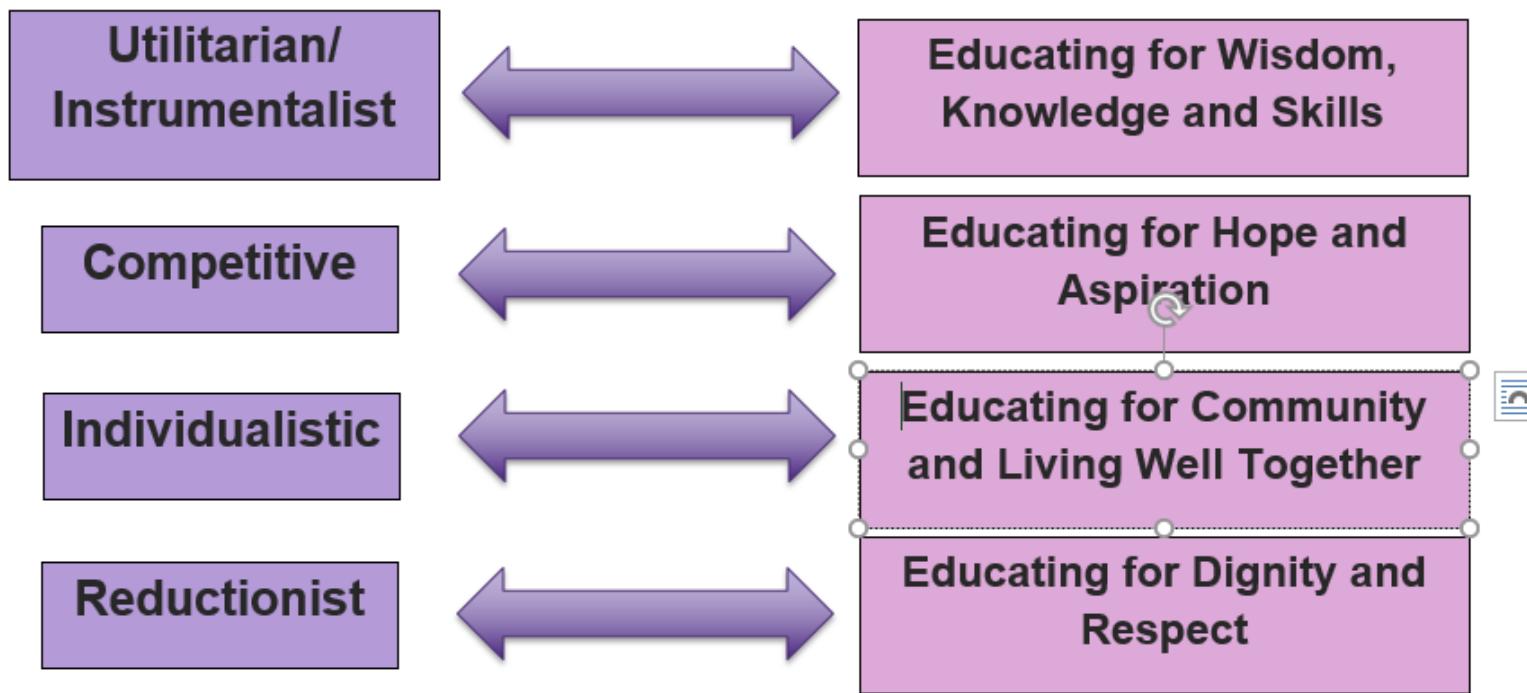 Utilitarian/
Instrumentalist
Educating for Wisdom,
Knowledge and Skills
Competitive
Educating for Hope and
Aspiration
Individualistic
Educating for Community
and Living Well Together
Reductionist
Educating for Dignity and
Respect